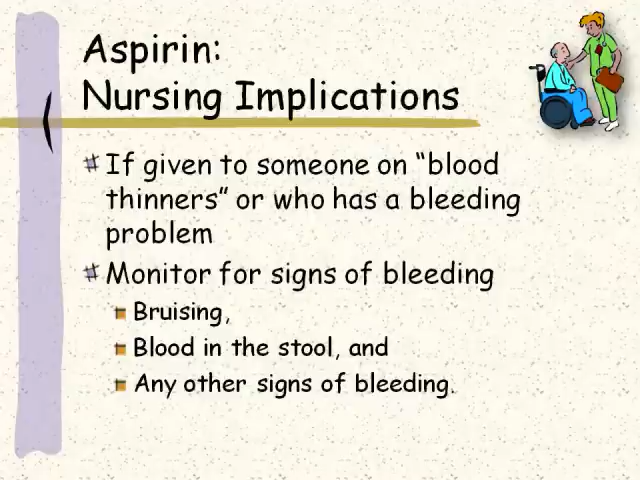 Aspirin:
Nursing Implications
If given to someone on “blood
thinners” or who has a bleeding
problem
Monitor for signs of bleeding
Bruising,
Blood in the stool, and
Any other signs of bleeding.